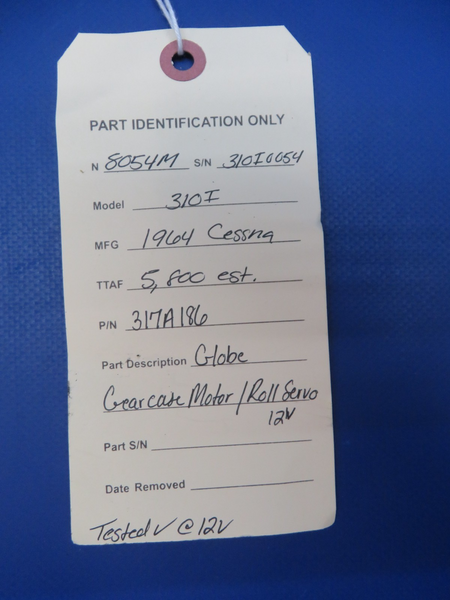 PART IDENTIFICATION ONLY
N 8054M S/N 310I0054
Model 310I
MFG 1964 Cessna
TTAF 5,800 est.
P/N 317A186
Part Description Globe
Gearcase Motor / Roll Servo
12V
Part S/N
Date Removed
Tested ✓ @ 12V